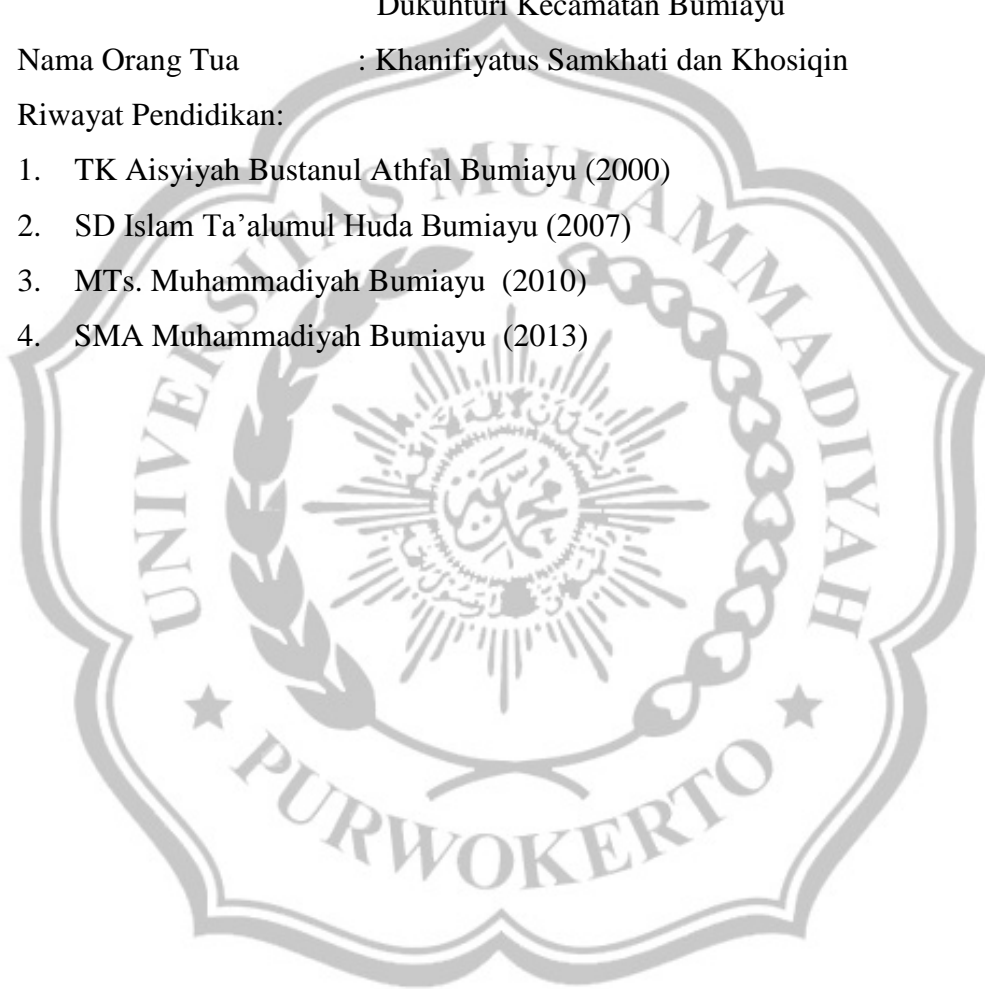 Dukuhturi Kecamatan Bumiayu
Nama Orang Tua : Khanifiyatus Samkhati dan Khosiqin
Riwayat Pendidikan:
1. TK Aisyiyah Bustanul Athfal Bumiayu (2000)
2. SD Islam Ta’alumul Huda Bumiayu (2007)
3. MTs. Muhammadiyah Bumiayu (2010)
4. SMA Muhammadiyah Bumiayu (2013)
UNIVERSITAS MUHAMMADIYAH
PURWOKERTO